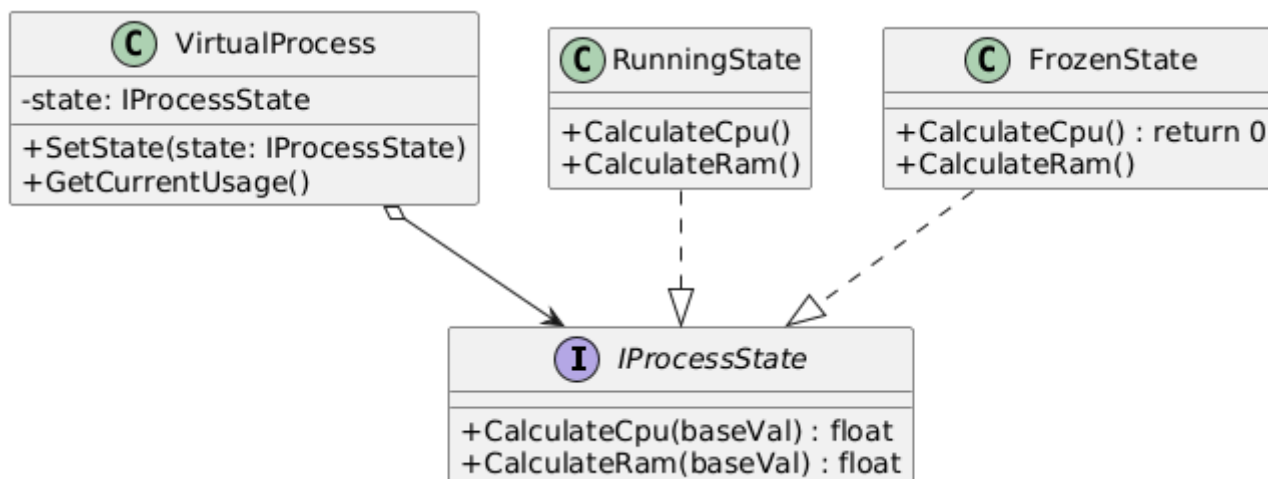 C VirtualProcess
-state: IProcessState
+SetState(state: IProcessState)
+GetCurrentUsage()
C RunningState
+CalculateCpu()
+CalculateRam()
C FrozenState
+CalculateCpu() : return 0
+CalculateRam()
I IProcessState
+CalculateCpu(baseVal) : float
+CalculateRam(baseVal) : float